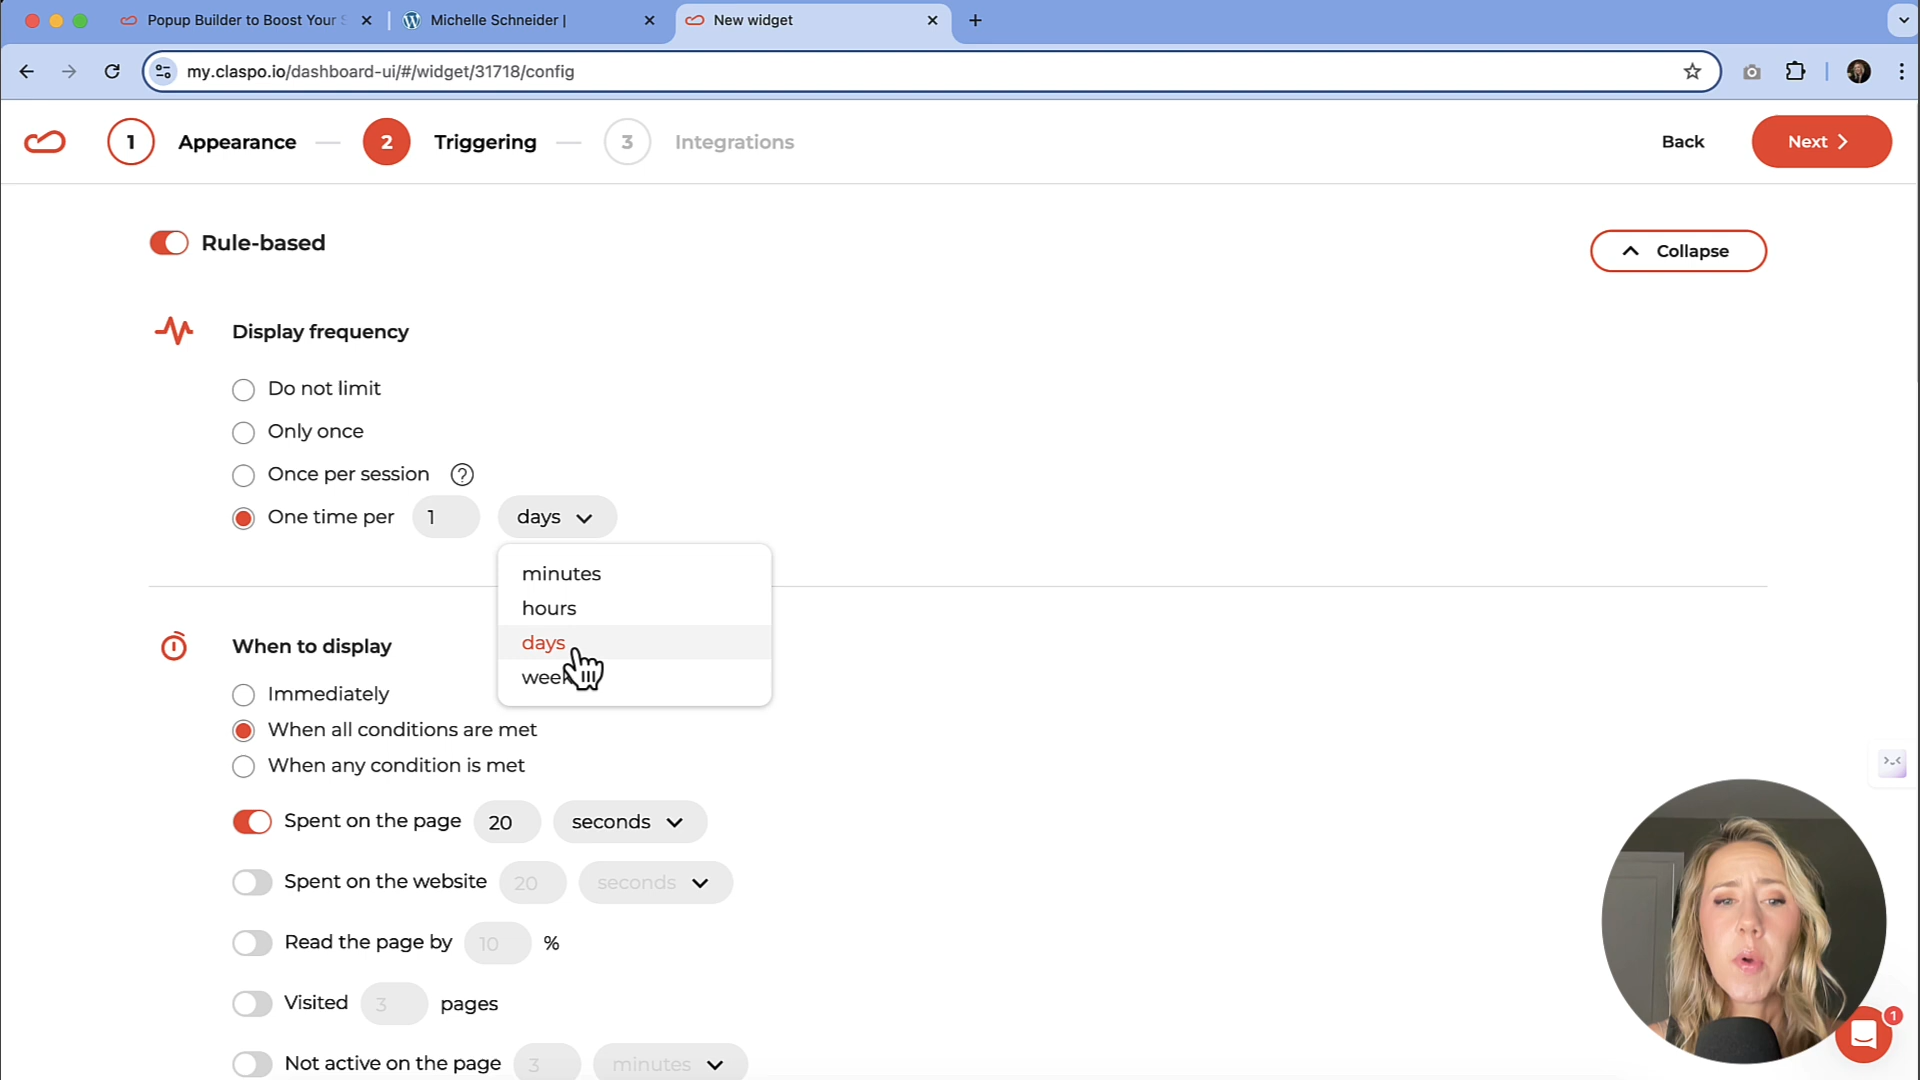 Popup Builder to Boost Your S
Michelle Schneider |
New widget
my.claspo.io/dashboard-ui/#/widget/31718/config
1 Appearance
2 Triggering
3 Integrations
Back
Next
Rule-based
Collapse
Display frequency
Do not limit
Only once
Once per session ?
One time per 1 days
minutes
hours
days
week
When to display
Immediately
When all conditions are met
When any condition is met
Spent on the page 20 seconds
Spent on the website 20 seconds
Read the page by 10 %
Visited 3 pages
Not active on the page 3 minutes
1